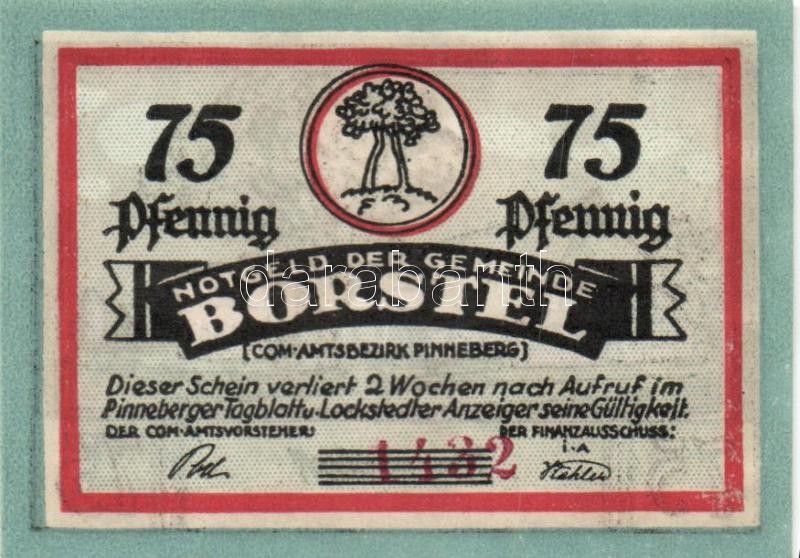 75 75
Pfennig Pfennig
NOTGELD DER GEMEINDE
BORSTEL
darabanth
(COM·AMTSBEZIRK PINNEBERG)
Dieser Schein verliert 2 Wochen nach Aufruf im
Pinneberger Tagblatt u. Lockstedter Anzeiger seine Gültigkeit.
DER COM·AMTSVORSTEHER: DER FINANZAUSSCHUSS:
i·A
1432